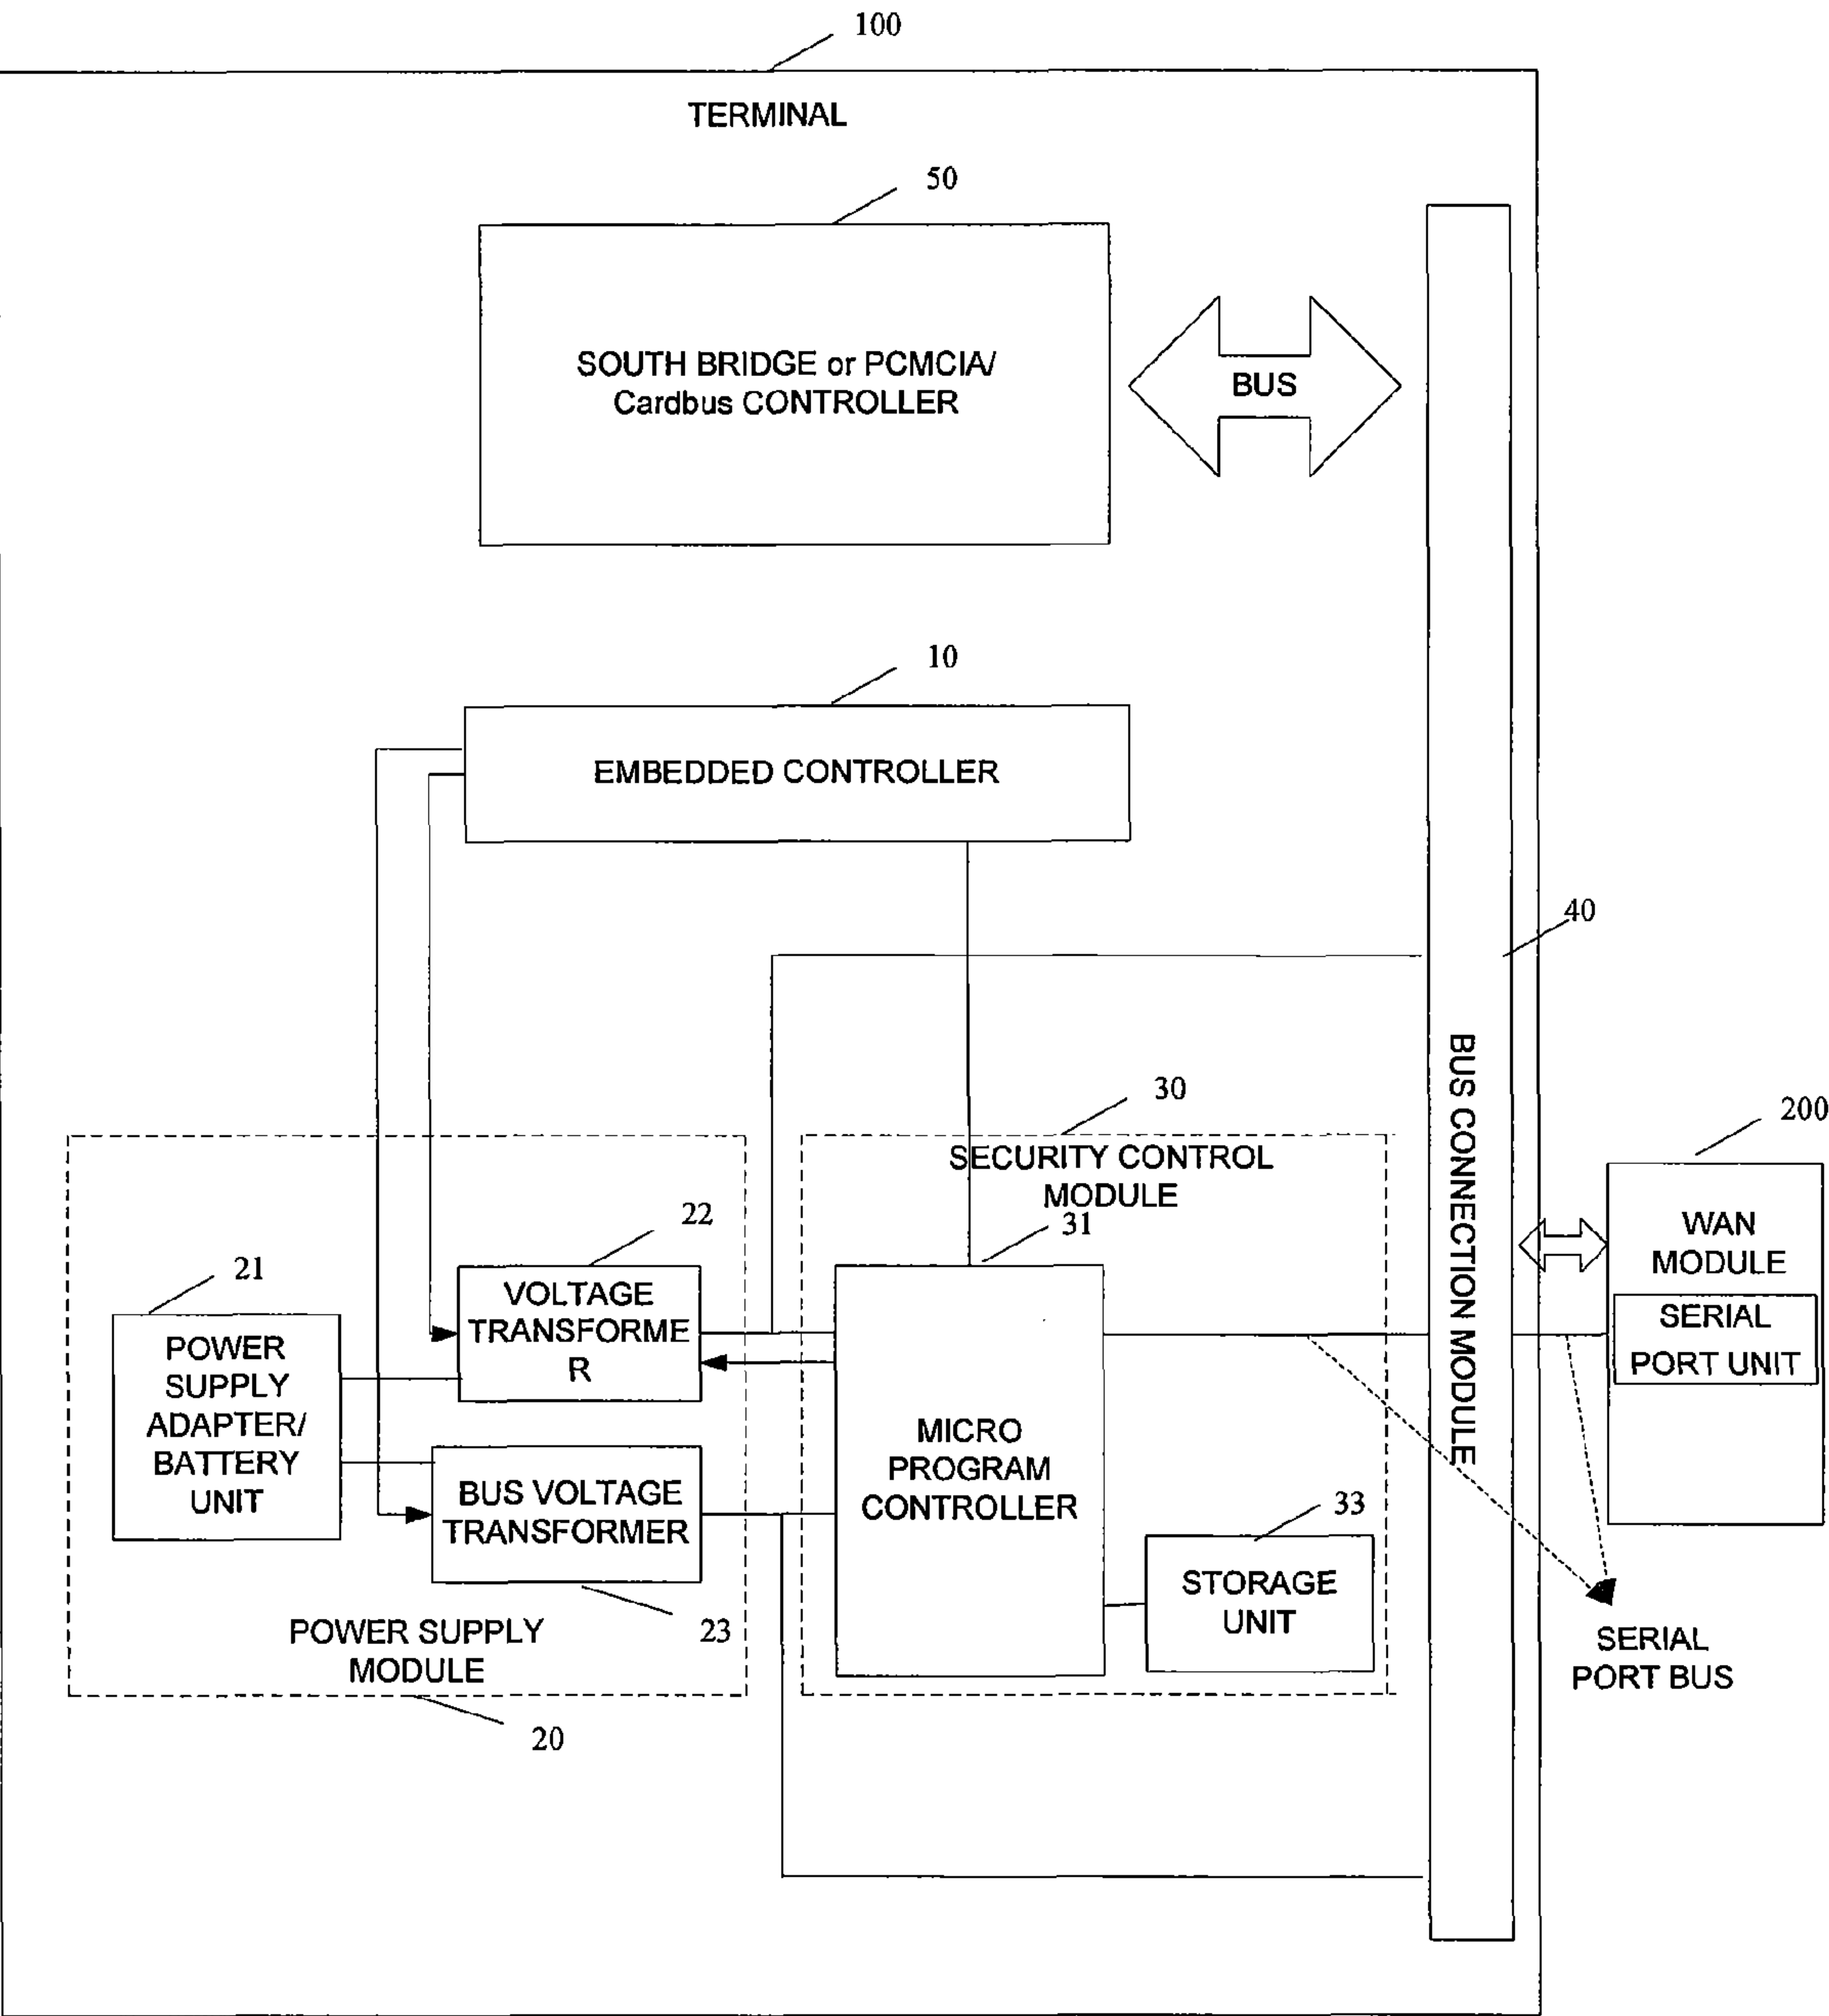 100
TERMINAL
50
SOUTH BRIDGE or PCMCIA/
Cardbus CONTROLLER
BUS
10
EMBEDDED CONTROLLER
40
BUS CONNECTION MODULE
30
SECURITY CONTROL
MODULE
31
200
WAN
MODULE
SERIAL
PORT UNIT
22
VOLTAGE
TRANSFORME
R
21
POWER
SUPPLY
ADAPTER/
BATTERY
UNIT
BUS VOLTAGE
TRANSFORMER
23
MICRO
PROGRAM
CONTROLLER
33
STORAGE
UNIT
POWER SUPPLY
MODULE
20
SERIAL
PORT BUS